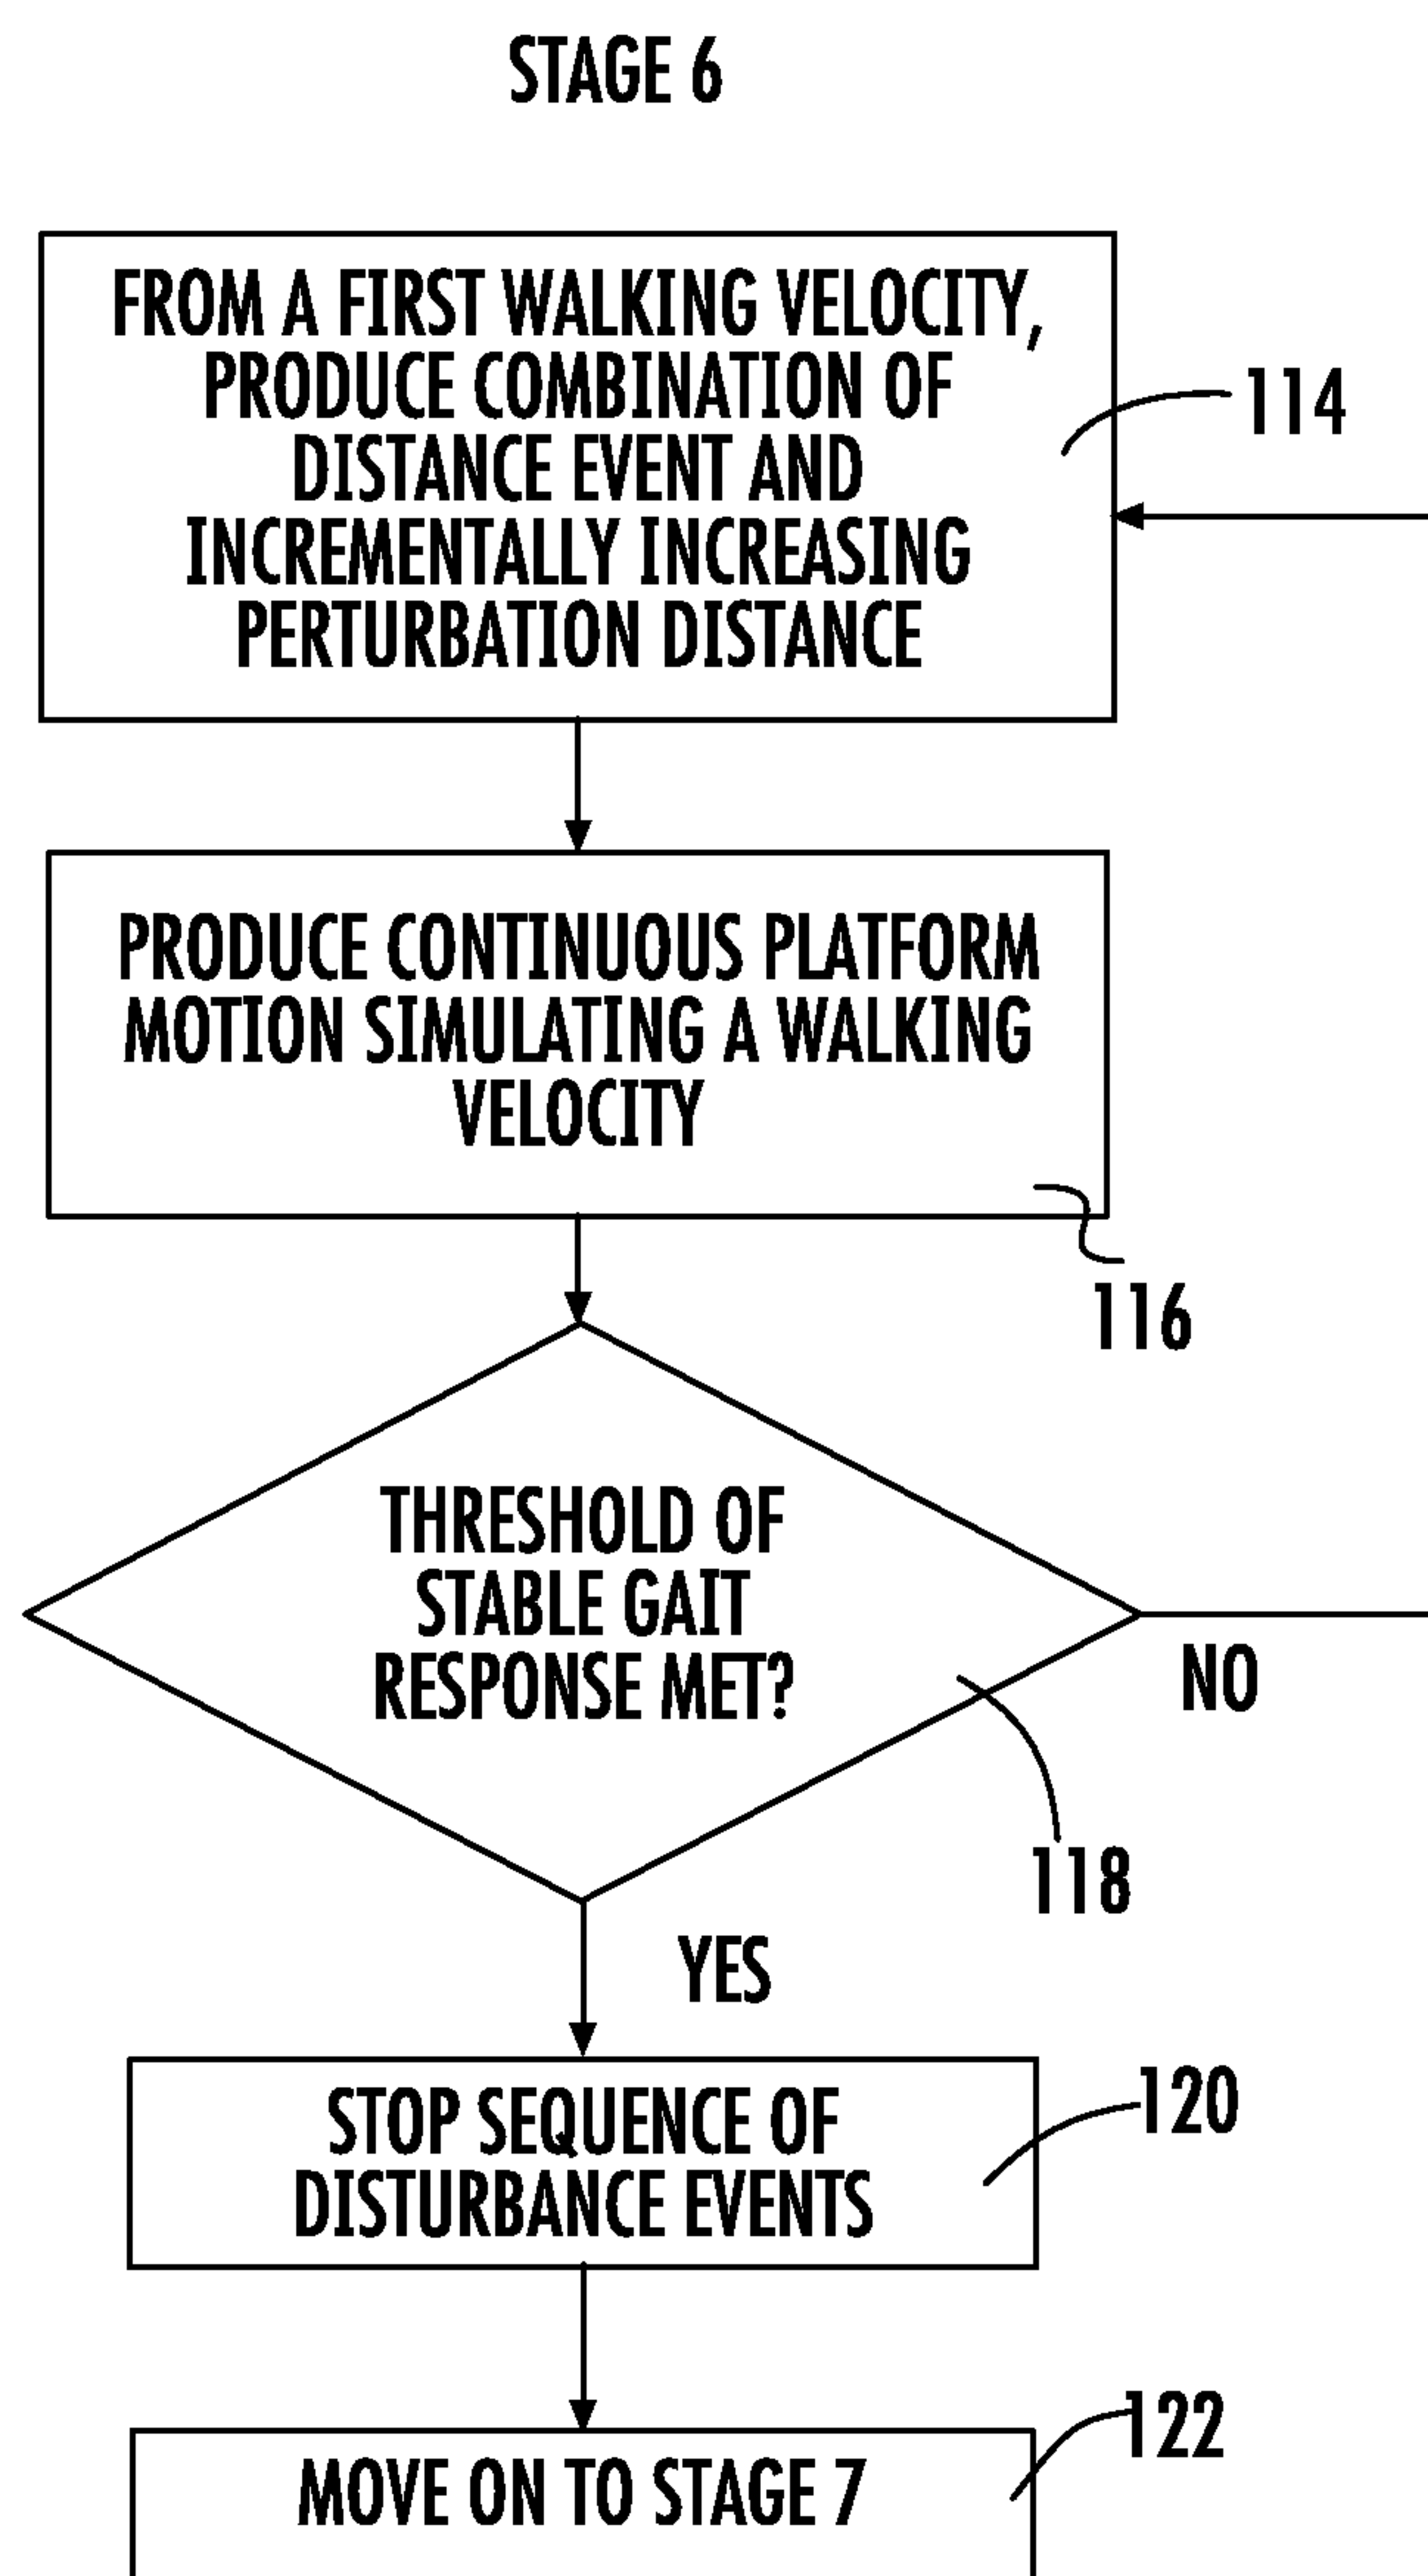 STAGE 6
FROM A FIRST WALKING VELOCITY,
PRODUCE COMBINATION OF
DISTANCE EVENT AND
INCREMENTALLY INCREASING
PERTURBATION DISTANCE
114
PRODUCE CONTINUOUS PLATFORM
MOTION SIMULATING A WALKING
VELOCITY
116
THRESHOLD OF
STABLE GAIT
RESPONSE MET?
NO
118
YES
STOP SEQUENCE OF
DISTURBANCE EVENTS
120
122
MOVE ON TO STAGE 7